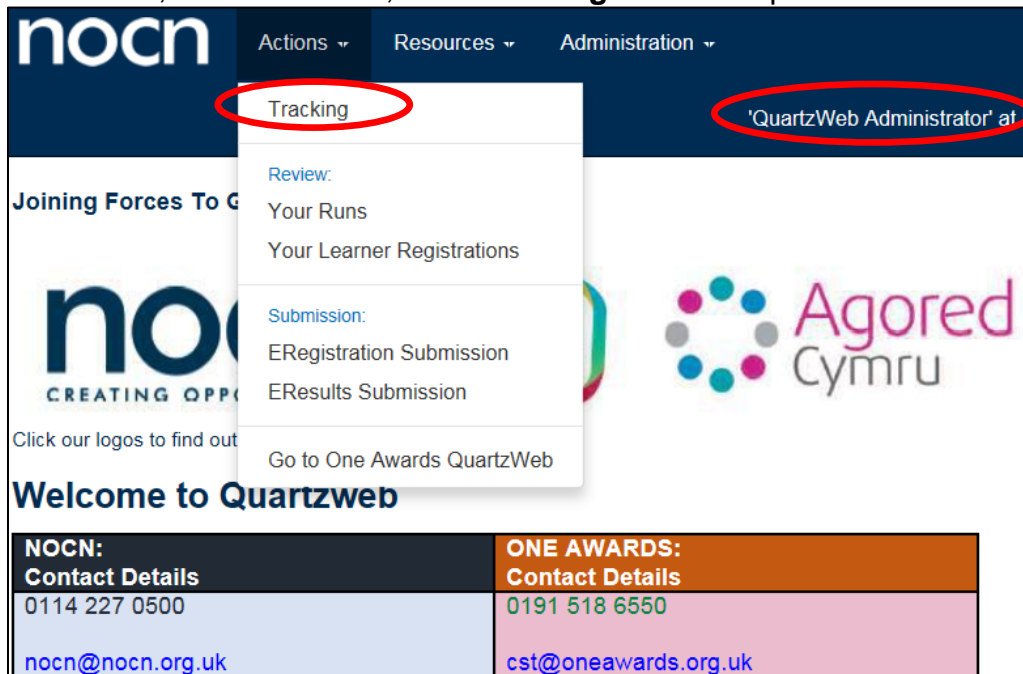 nocn Actions Resources Administration
Tracking
'QuartzWeb Administrator' at
Review:
Joining Forces To
Your Runs
Your Learner Registrations
Submission:
Agored
Cymru
ERegistration Submission
EResults Submission
CREATING
Click our logos to find out
Go to One Awards QuartzWeb
Welcome to Quartzweb
NOCN: ONE AWARDS:
Contact Details Contact Details
0114 227 0500 0191 518 6550
nocn@nocn.org.uk cst@oneawards.org.uk